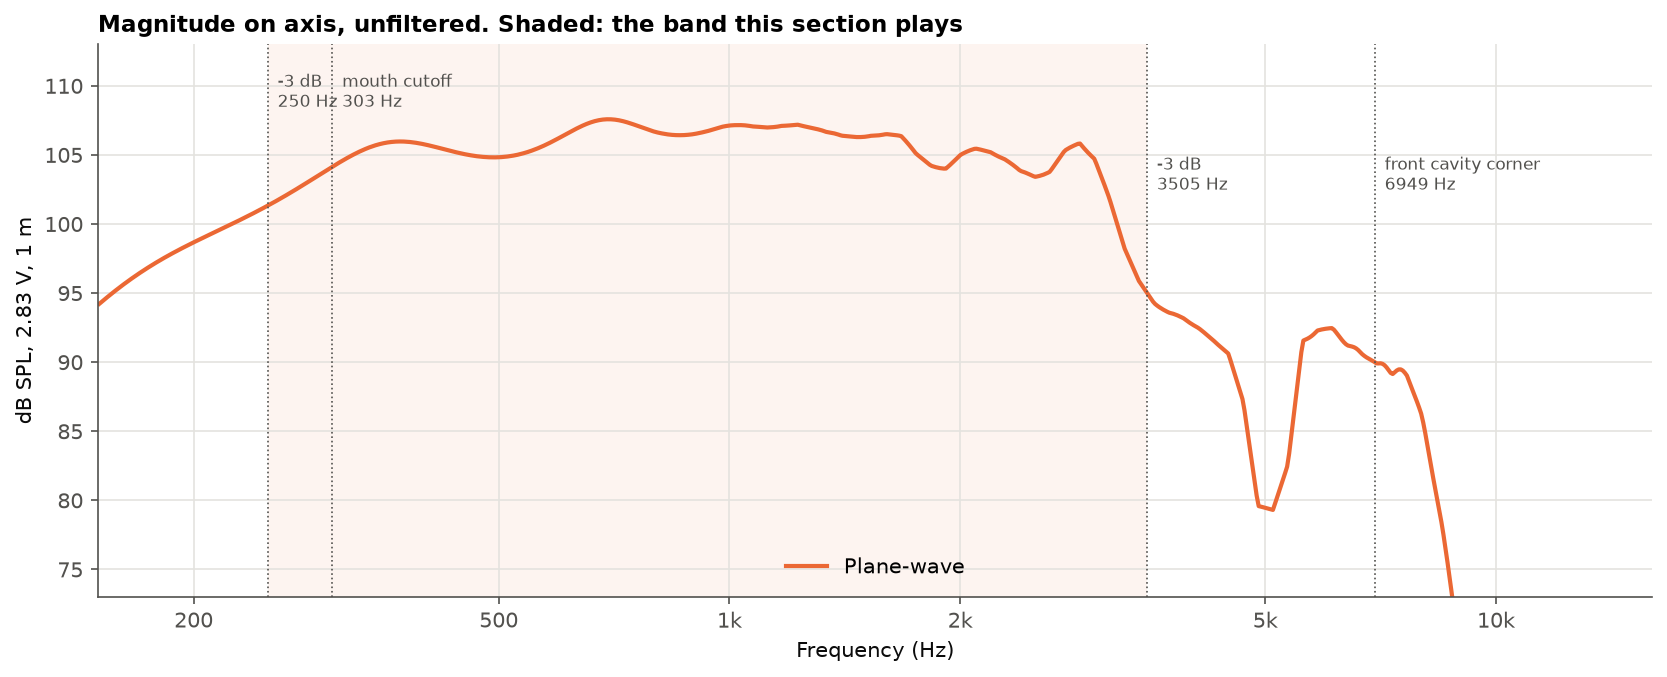 Magnitude on axis, unfiltered. Shaded: the band this section plays
-3 dB
250 Hz
mouth cutoff
303 Hz
-3 dB
3505 Hz
front cavity corner
6949 Hz
dB SPL, 2.83 V, 1 m
110
105
100
95
90
85
80
75
Plane-wave
200
500
1k
2k
5k
10k
Frequency (Hz)